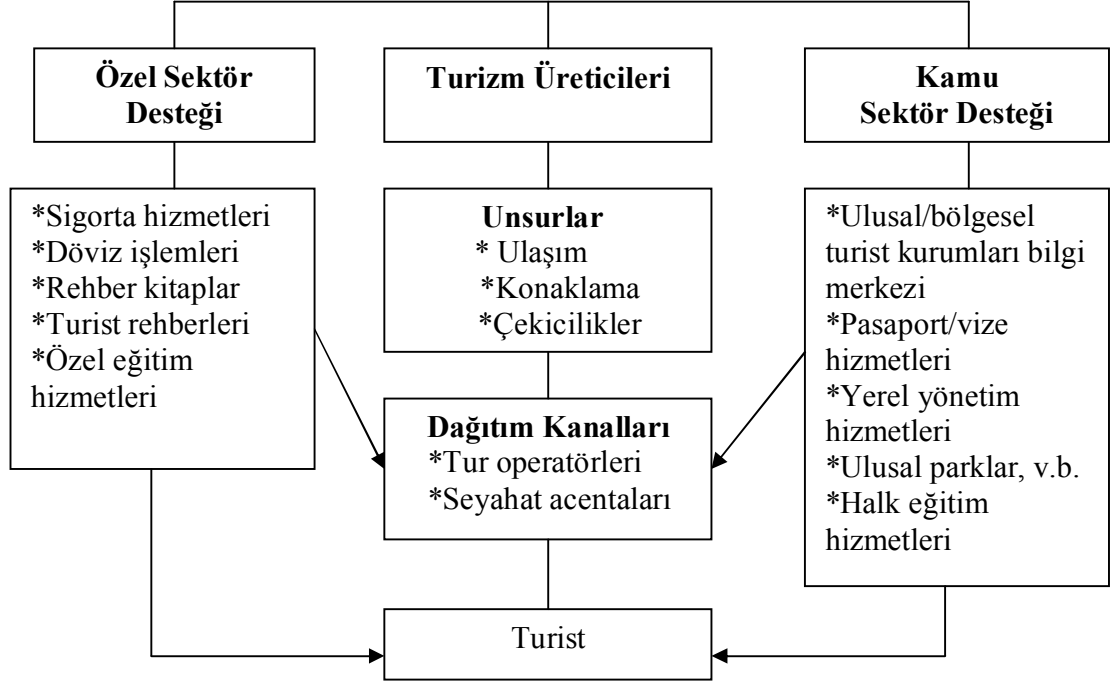 Özel Sektör
Desteği
Turizm Üreticileri
Kamu
Sektör Desteği
*Sigorta hizmetleri
*Döviz işlemleri
*Rehber kitaplar
*Turist rehberleri
*Özel eğitim
hizmetleri
Unsurlar
* Ulaşım
*Konaklama
*Çekicilikler
*Ulusal/bölgesel
turist kurumları bilgi
merkezi
*Pasaport/vize
hizmetleri
*Yerel yönetim
hizmetleri
*Ulusal parklar, v.b.
*Halk eğitim
hizmetleri
Dağıtım Kanalları
*Tur operatörleri
*Seyahat acentaları
Turist